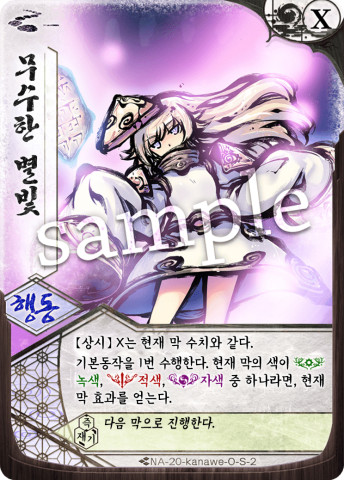 X
무수한 별빛
sample
행동
【상시】X는 현재 막 수치와 같다.
기본동작을 1번 수행한다. 현재 막의 색이
녹색, 적색, 자색 중 하나라면, 현재
막 효과를 얻는다.
즉
재기
다음 막으로 진행한다.
NA-20-kanawe-O-S-2